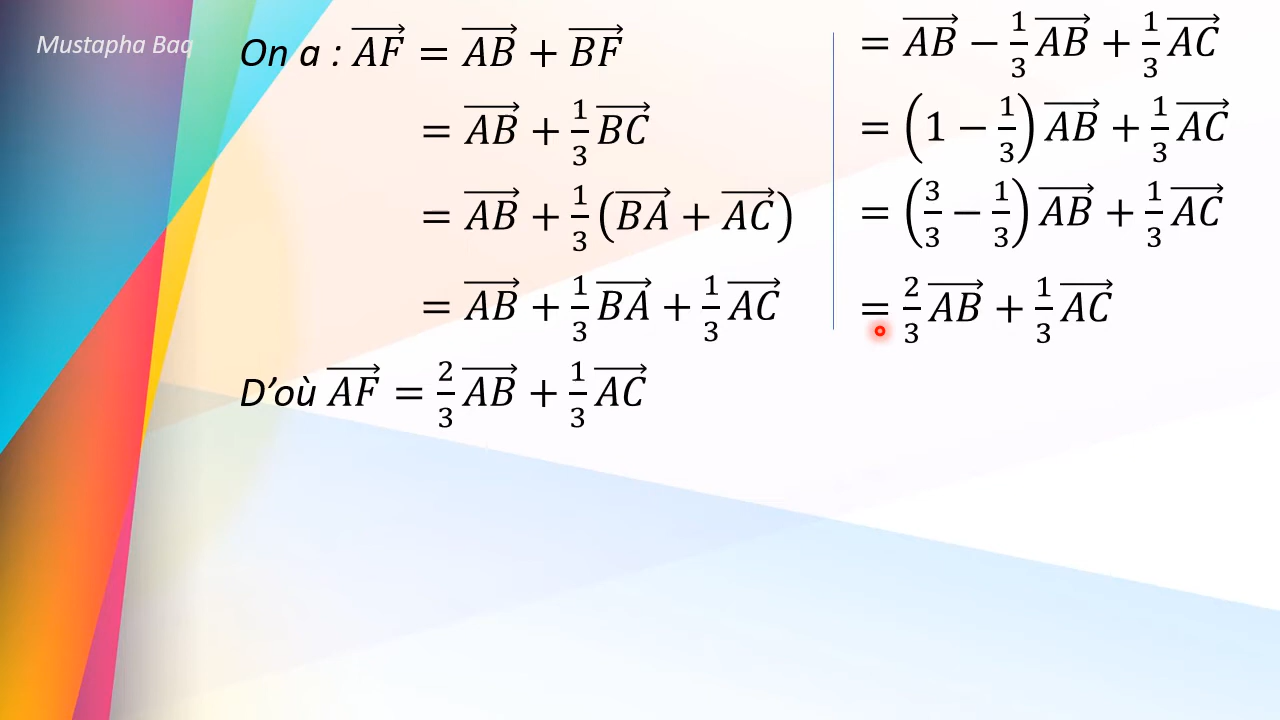 Mustapha Baq
On a : $\overrightarrow{AF} = \overrightarrow{AB} + \overrightarrow{BF}$
$= \overrightarrow{AB} + \frac{1}{3}\overrightarrow{BC}$
$= \overrightarrow{AB} + \frac{1}{3}\left(\overrightarrow{BA} + \overrightarrow{AC}\right)$
$= \overrightarrow{AB} + \frac{1}{3}\overrightarrow{BA} + \frac{1}{3}\overrightarrow{AC}$
$= \overrightarrow{AB} - \frac{1}{3}\overrightarrow{AB} + \frac{1}{3}\overrightarrow{AC}$
$= \left(1 - \frac{1}{3}\right)\overrightarrow{AB} + \frac{1}{3}\overrightarrow{AC}$
$= \left(\frac{3}{3} - \frac{1}{3}\right)\overrightarrow{AB} + \frac{1}{3}\overrightarrow{AC}$
$= \frac{2}{3}\overrightarrow{AB} + \frac{1}{3}\overrightarrow{AC}$
D’où $\overrightarrow{AF} = \frac{2}{3}\overrightarrow{AB} + \frac{1}{3}\overrightarrow{AC}$